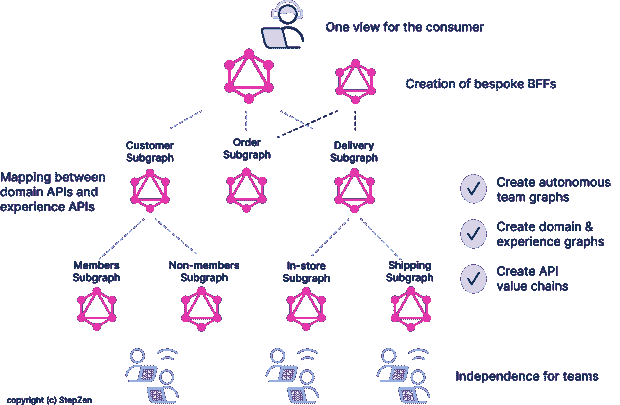 One view for the consumer
Creation of bespoke BFFs
Customer
Subgraph
Order
Subgraph
Delivery
Subgraph
Mapping between
domain APIs and
experience APIs
Create autonomous
team graphs
Create domain &
experience graphs
Create API
value chains
Members
Subgraph
Non-members
Subgraph
In-store
Subgraph
Shipping
Subgraph
Independence for teams
copyright (c) StepZen